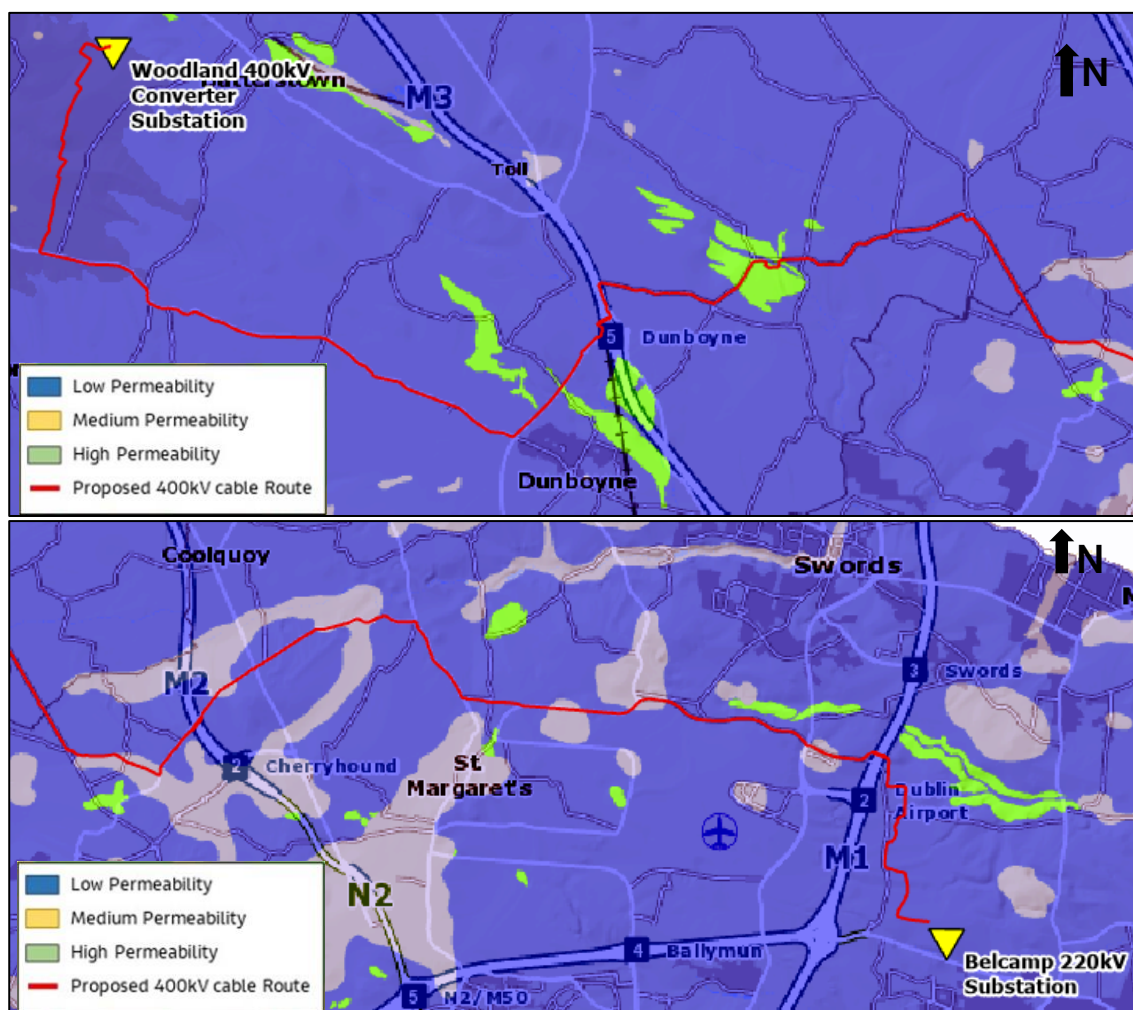 N
Woodland 400kV
Converter
Substation
M3
Toll
5 Dunboyne
Low Permeability
Medium Permeability
High Permeability
Proposed 400kV cable Route
Dunboyne
N
Coolquoy
Swords
M2
3 Swords
2 Cherryhound
St
Margaret's
2 Dublin
Airport
M1
N2
Low Permeability
Medium Permeability
High Permeability
Proposed 400kV cable Route
4 Ballymun
5 N2/M50
Belcamp 220kV
Substation